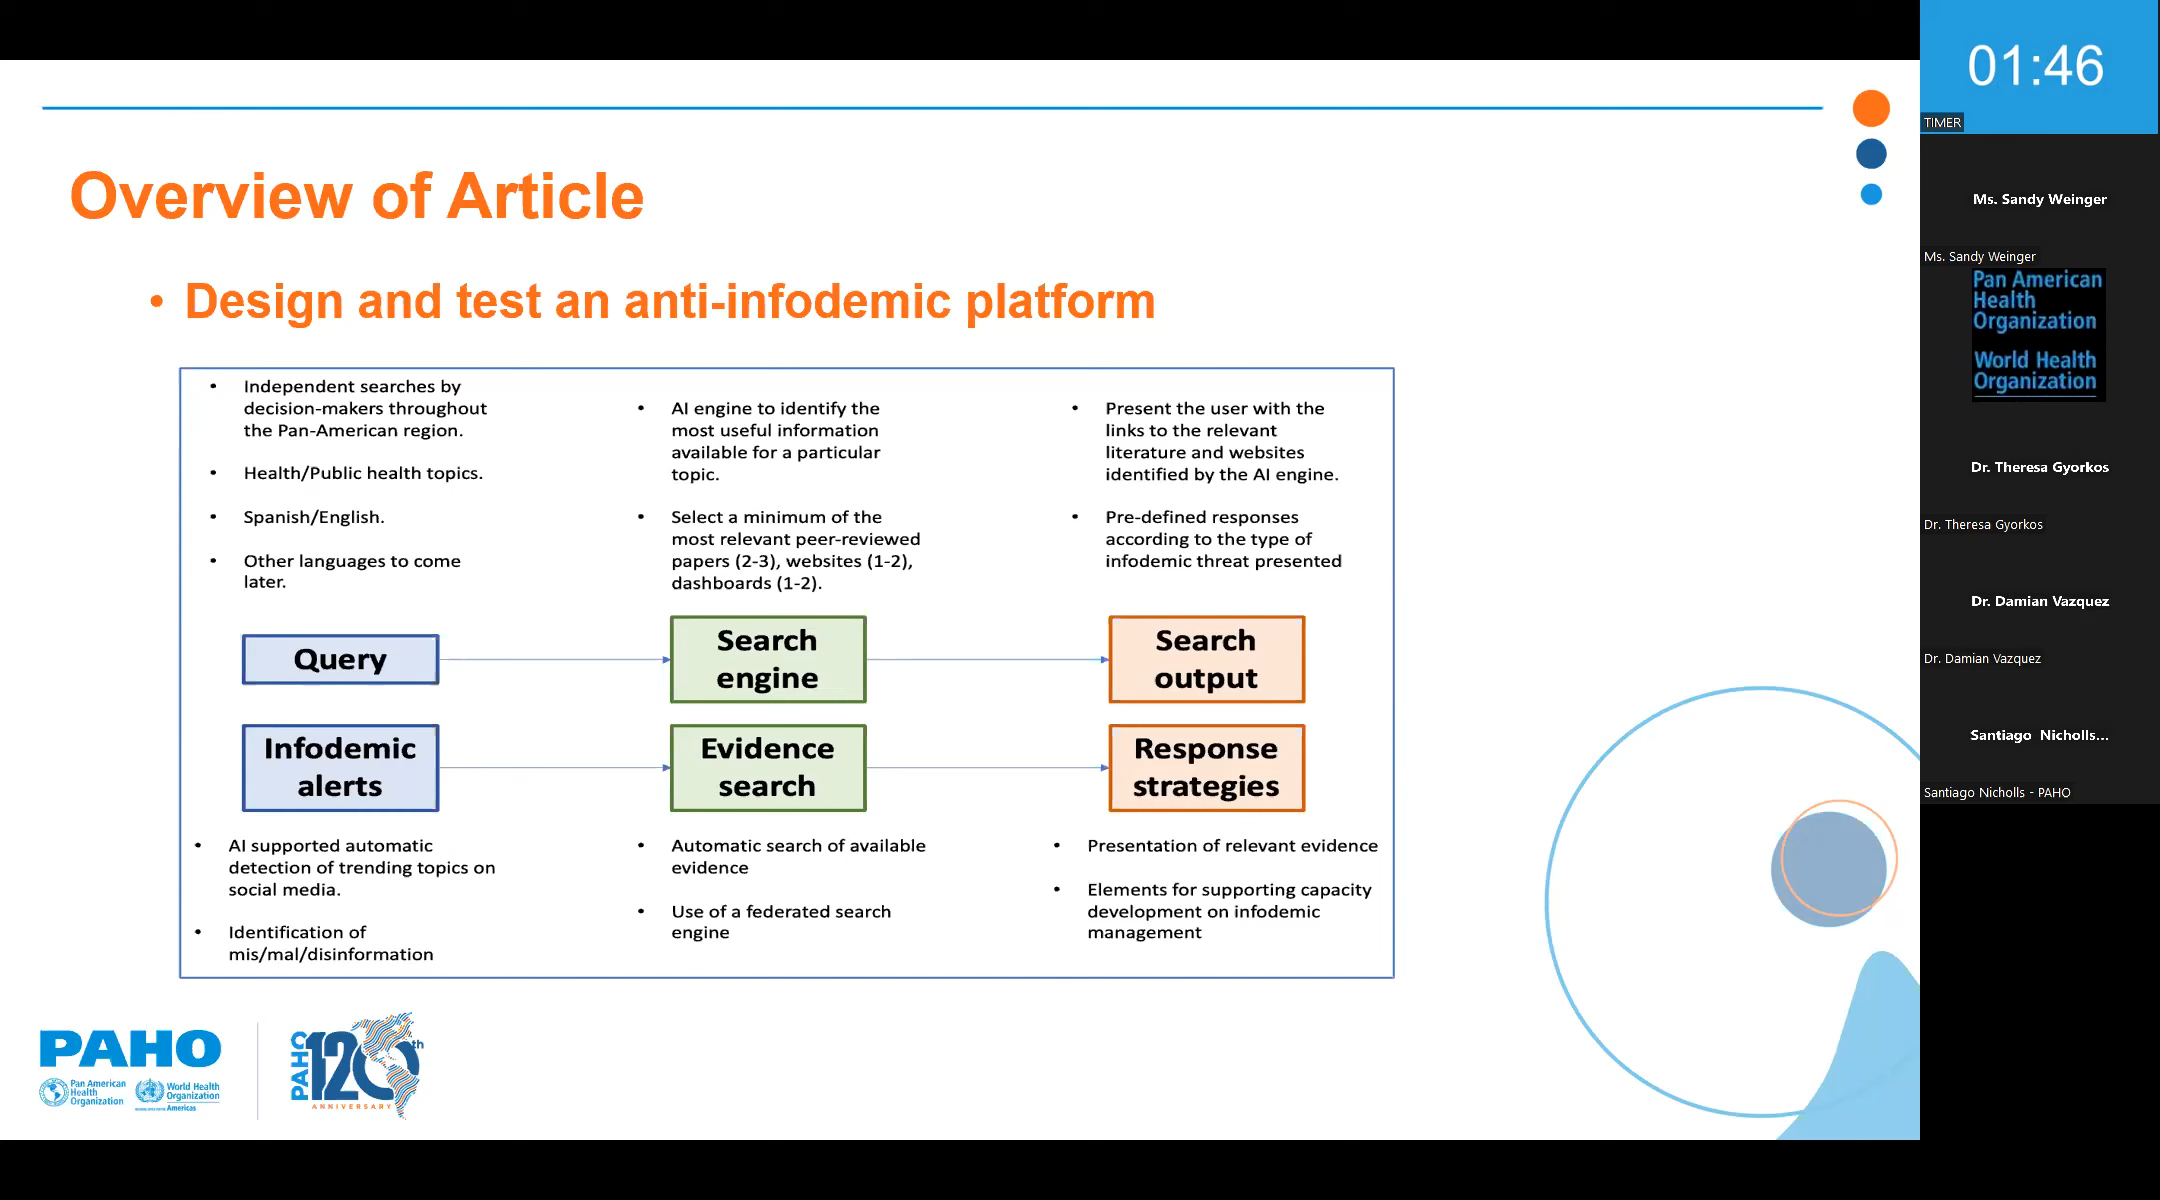 Overview of Article
• Design and test an anti-infodemic platform
• Independent searches by
decision-makers throughout
the Pan-American region.
• Health/Public health topics.
• Spanish/English.
• Other languages to come
later.
• AI engine to identify the
most useful information
available for a particular
topic.
• Select a minimum of the
most relevant peer-reviewed
papers (2-3), websites (1-2),
dashboards (1-2).
• Present the user with the
links to the relevant
literature and websites
identified by the AI engine.
• Pre-defined responses
according to the type of
infodemic threat presented
Query
Search
engine
Search
output
Infodemic
alerts
Evidence
search
Response
strategies
• AI supported automatic
detection of trending topics on
social media.
• Identification of
mis/mal/disinformation
• Automatic search of available
evidence
• Use of a federated search
engine
• Presentation of relevant evidence
• Elements for supporting capacity
development on infodemic
management
PAHO
Pan American
Health
Organization
World Health
Organization
Americas
PAHO
120th
ANNIVERSARY
01:46
TIMER
Ms. Sandy Weinger
Ms. Sandy Weinger
Pan American
Health
Organization
World Health
Organization
Dr. Theresa Gyorkos
Dr. Theresa Gyorkos
Dr. Damian Vazquez
Dr. Damian Vazquez
Santiago Nicholls...
Santiago Nicholls - PAHO